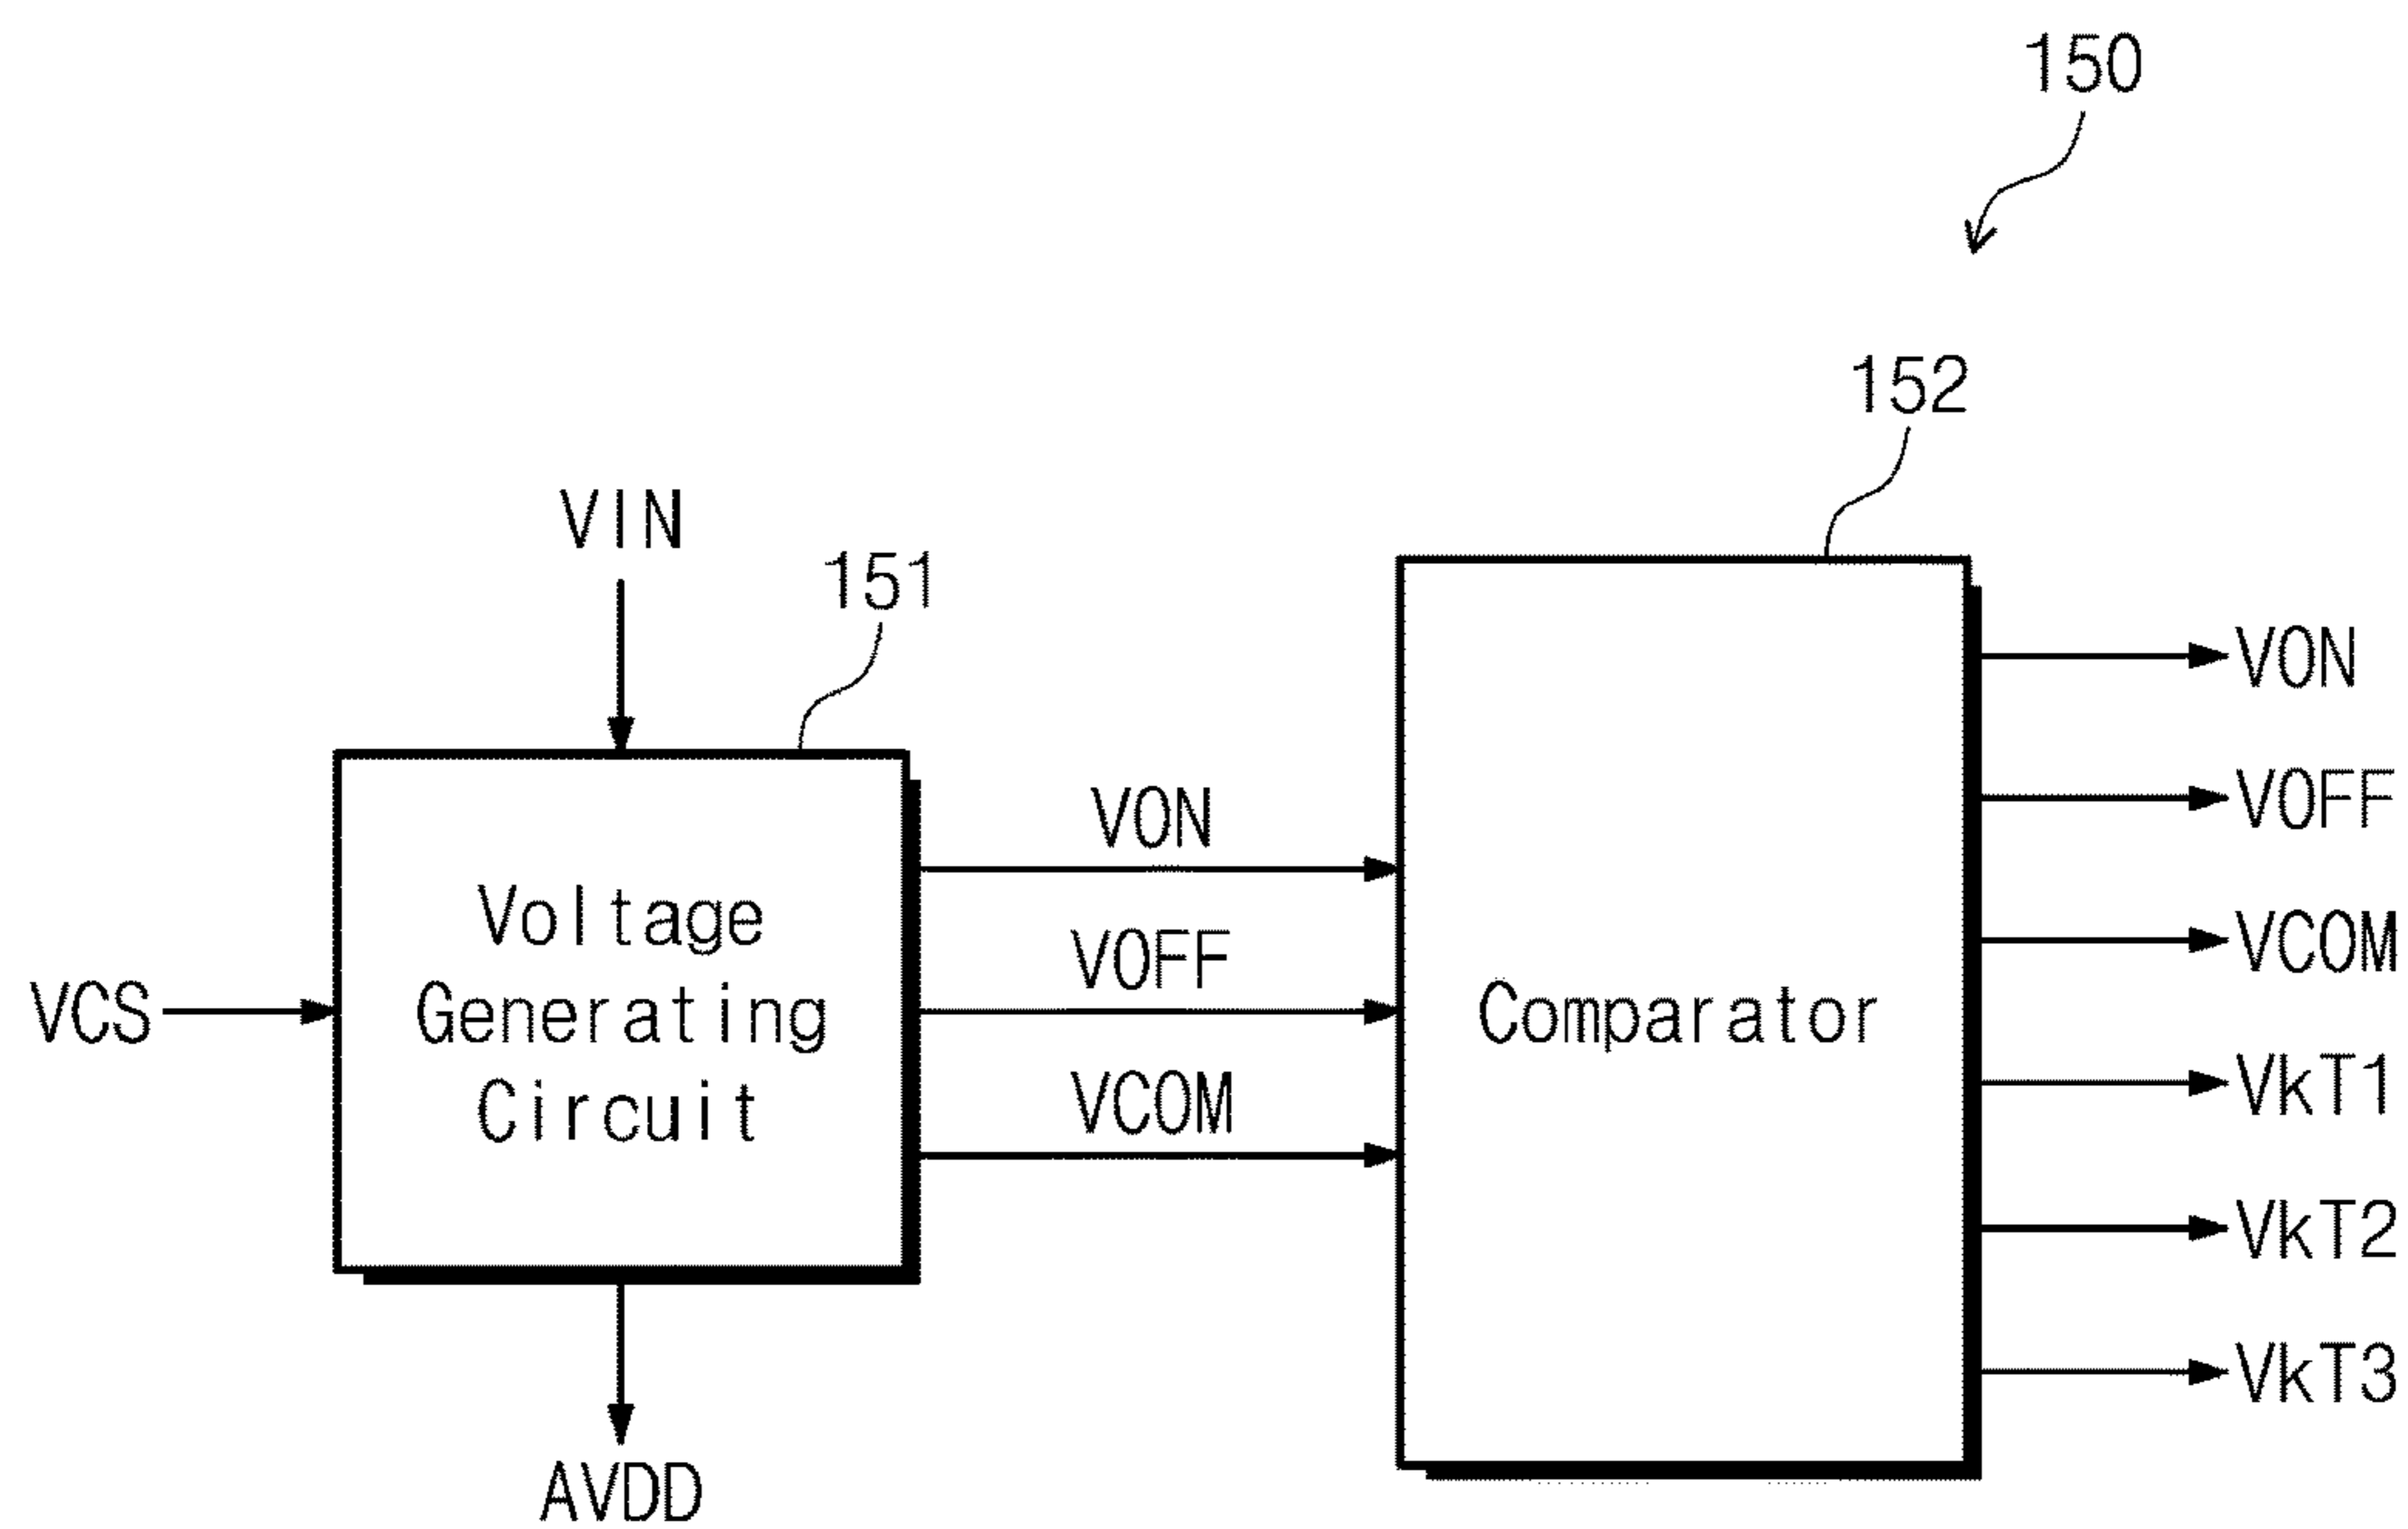 150
152
VIN
151
VON
VOFF
VCOM
VkT1
VkT2
VkT3
VON
VOFF
VCOM
VCS
Voltage
Generating
Circuit
Comparator
AVDD